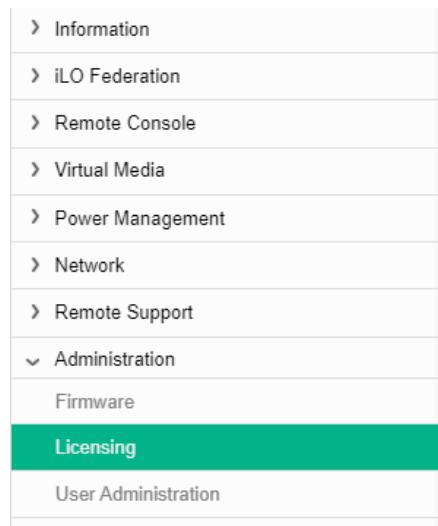 Information
iLO Federation
Remote Console
Virtual Media
Power Management
Network
Remote Support
Administration
Firmware
Licensing
User Administration